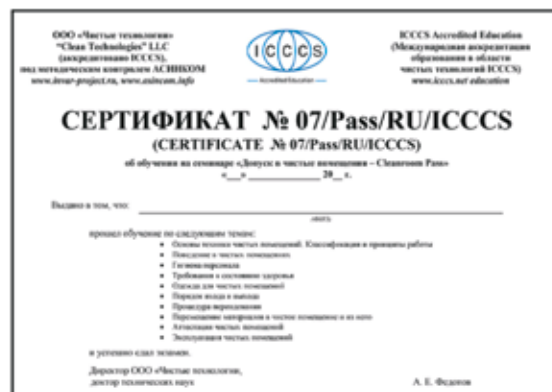 ООО «Чистые технологии»
"Clean Technologies" LLC
(аккредитовано ICCCS),
под методическим контролем АСИНКОМ
www.invar-project.ru, www.asincom.info
ICCCS
Accredited Education
ICCCS Accredited Education
(Международная аккредитация
образования в области
чистых технологий ICCCS)
www.icccs.net education
СЕРТИФИКАТ № 07/Pass/RU/ICCCS
(CERTIFICATE № 07/Pass/RU/ICCCS)
об обучении на семинаре «Допуск в чистые помещения – Cleanroom Pass»
«__» ____________ 20__ г.
Выдано в том, что:
прошел обучение по следующим темам:
• Основы техники чистых помещений. Классификация и принципы работы
• Поведение в чистых помещениях
• Гигиена персонала
• Требования к состоянию здоровья
• Одежда для чистых помещений
• Порядок входа и выхода
• Процедура переодевания
• Перемещение материалов в чистое помещение и из него
• Аттестация чистых помещений
• Эксплуатация чистых помещений
и успешно сдал экзамен.
Директор ООО «Чистые технологии,
доктор технических наук
А. Е. Федотов